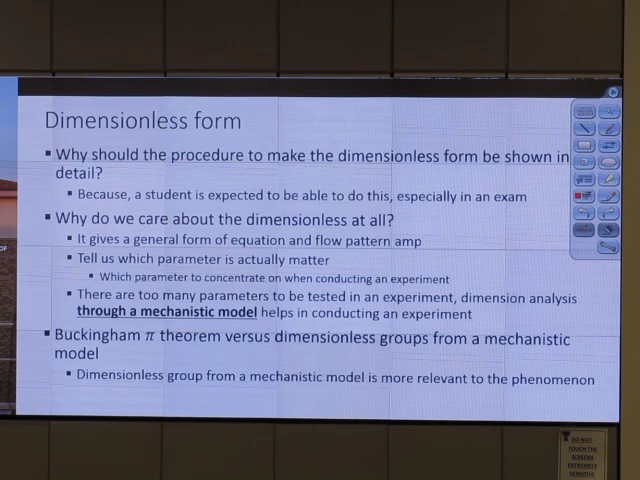 Dimensionless form
▪ Why should the procedure to make the dimensionless form be shown in
detail?
▪ Because, a student is expected to be able to do this, especially in an exam
▪ Why do we care about the dimensionless at all?
▪ It gives a general form of equation and flow pattern amp
▪ Tell us which parameter is actually matter
▪ Which parameter to concentrate on when conducting an experiment
▪ There are too many parameters to be tested in an experiment, dimension analysis
through a mechanistic model helps in conducting an experiment
▪ Buckingham π theorem versus dimensionless groups from a mechanistic
model
▪ Dimensionless group from a mechanistic model is more relevant to the phenomenon
OF
DO NOT
TOUCH THE
SCREENS
EXTREMELY
SENSITIVE